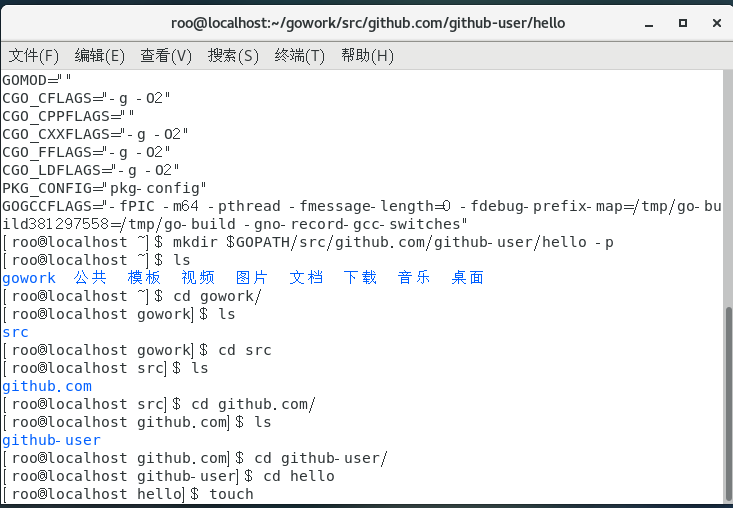 roo@localhost:~/gowork/src/github.com/github-user/hello
文件(F) 编辑(E) 查看(V) 搜索(S) 终端(T) 帮助(H)
GOMOD=""
CGO_CFLAGS="-g -O2"
CGO_CPPFLAGS=""
CGO_CXXFLAGS="-g -O2"
CGO_FFLAGS="-g -O2"
CGO_LDFLAGS="-g -O2"
PKG_CONFIG="pkg-config"
GOGCCFLAGS="-fPIC -m64 -pthread -fmessage-length=0 -fdebug-prefix-map=/tmp/go-bu
ild381297558=/tmp/go-build -gno-record-gcc-switches"
[roo@localhost ~]$ mkdir $GOPATH/src/github.com/github-user/hello -p
[roo@localhost ~]$ ls
gowork 公共 模板 视频 图片 文档 下载 音乐 桌面
[roo@localhost ~]$ cd gowork/
[roo@localhost gowork]$ ls
src
[roo@localhost gowork]$ cd src
[roo@localhost src]$ ls
github.com
[roo@localhost src]$ cd github.com/
[roo@localhost github.com]$ ls
github-user
[roo@localhost github.com]$ cd github-user/
[roo@localhost github-user]$ cd hello
[roo@localhost hello]$ touch